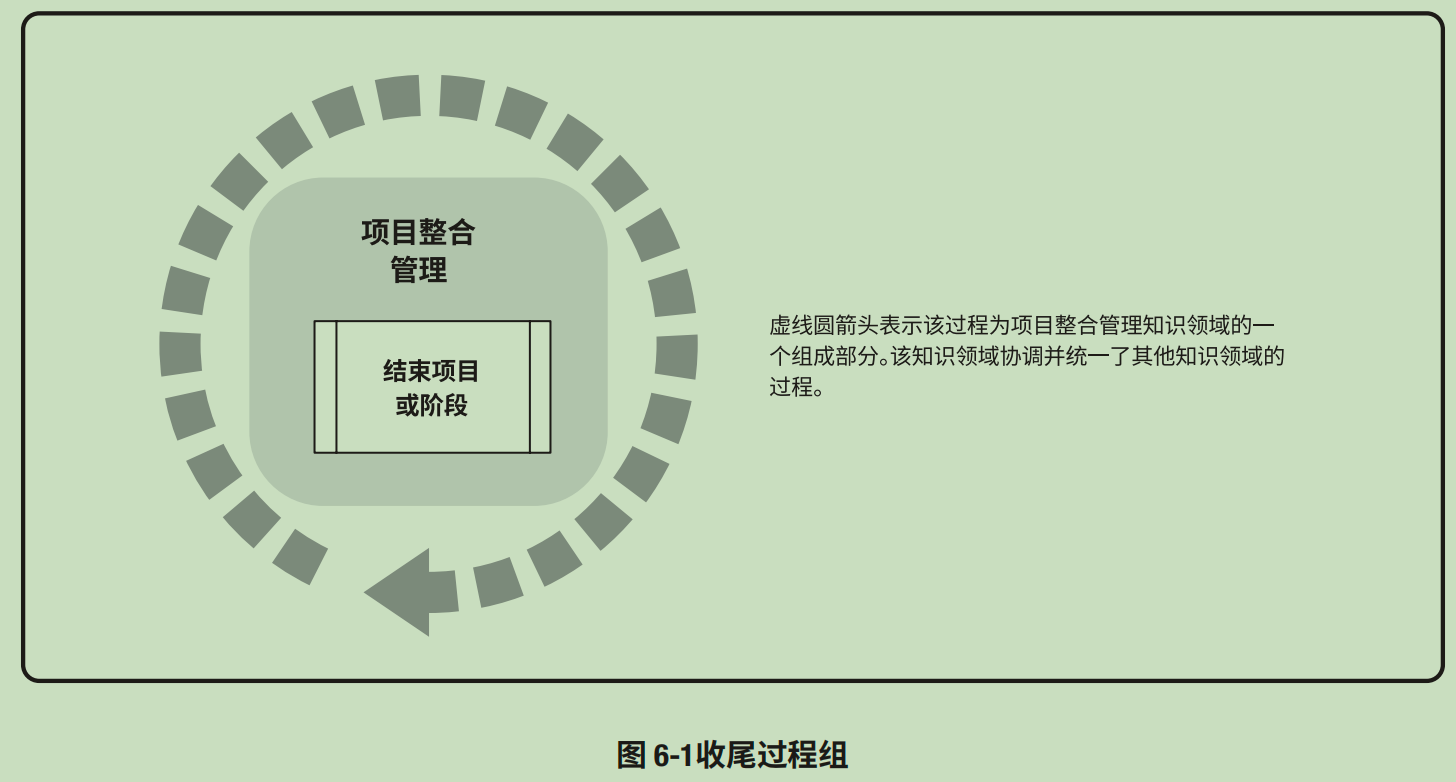 项目整合
管理
结束项目
或阶段
虚线圆箭头表示该过程为项目整合管理知识领域的一
个组成部分。该知识领域协调并统一了其他知识领域的
过程。
图 6-1收尾过程组